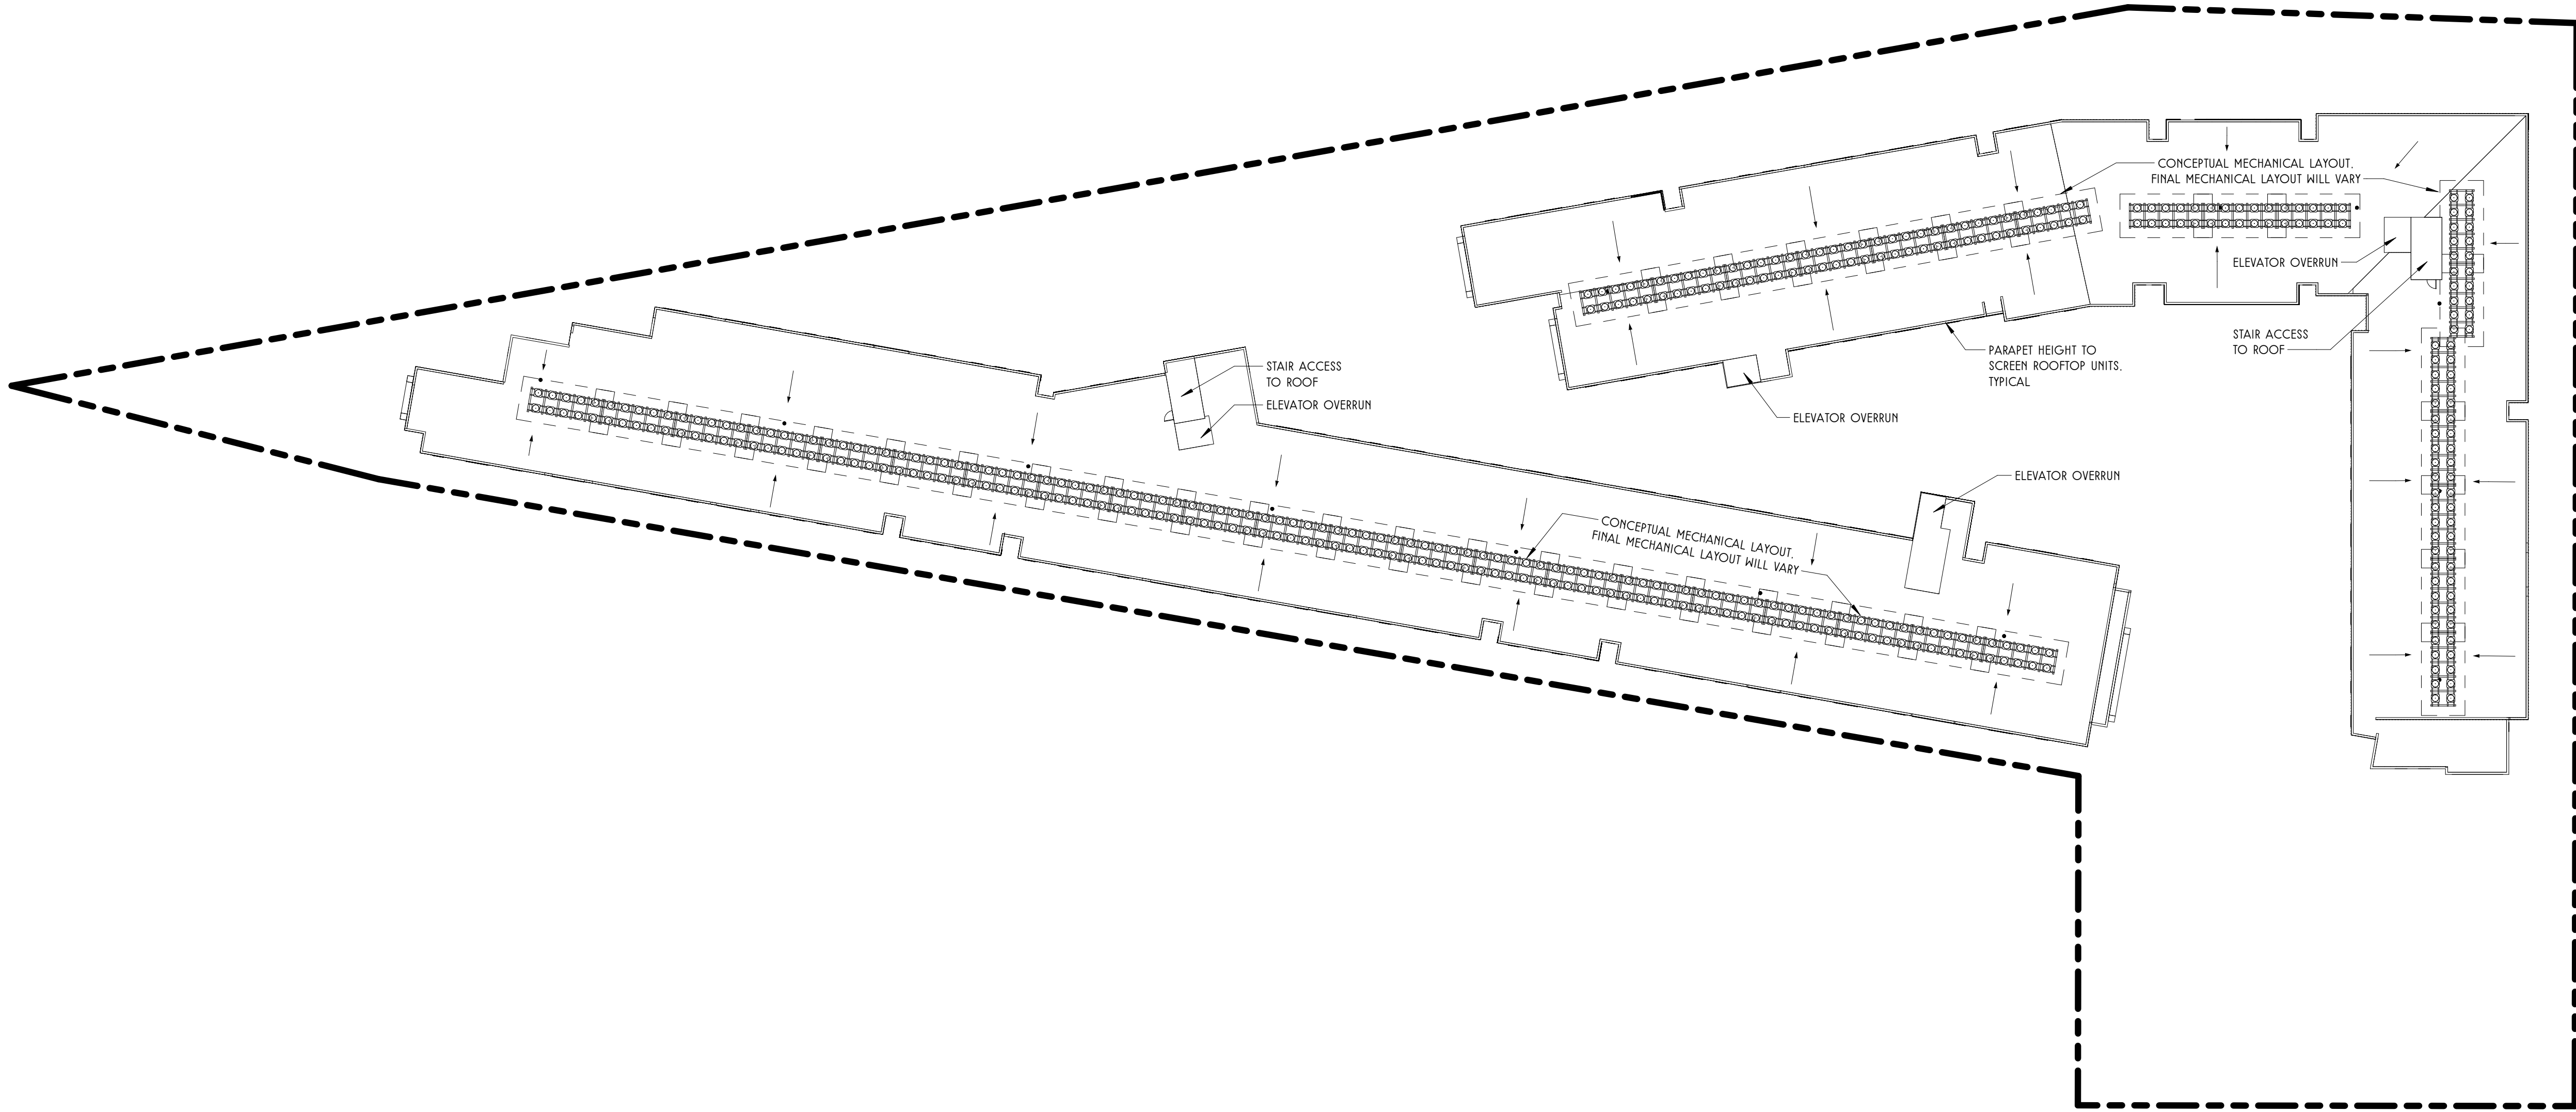 CONCEPTUAL MECHANICAL LAYOUT.
FINAL MECHANICAL LAYOUT WILL VARY
ELEVATOR OVERRUN
STAIR ACCESS
TO ROOF
PARAPET HEIGHT TO
SCREEN ROOFTOP UNITS.
TYPICAL
STAIR ACCESS
TO ROOF
ELEVATOR OVERRUN
ELEVATOR OVERRUN
ELEVATOR OVERRUN
CONCEPTUAL MECHANICAL LAYOUT.
FINAL MECHANICAL LAYOUT WILL VARY